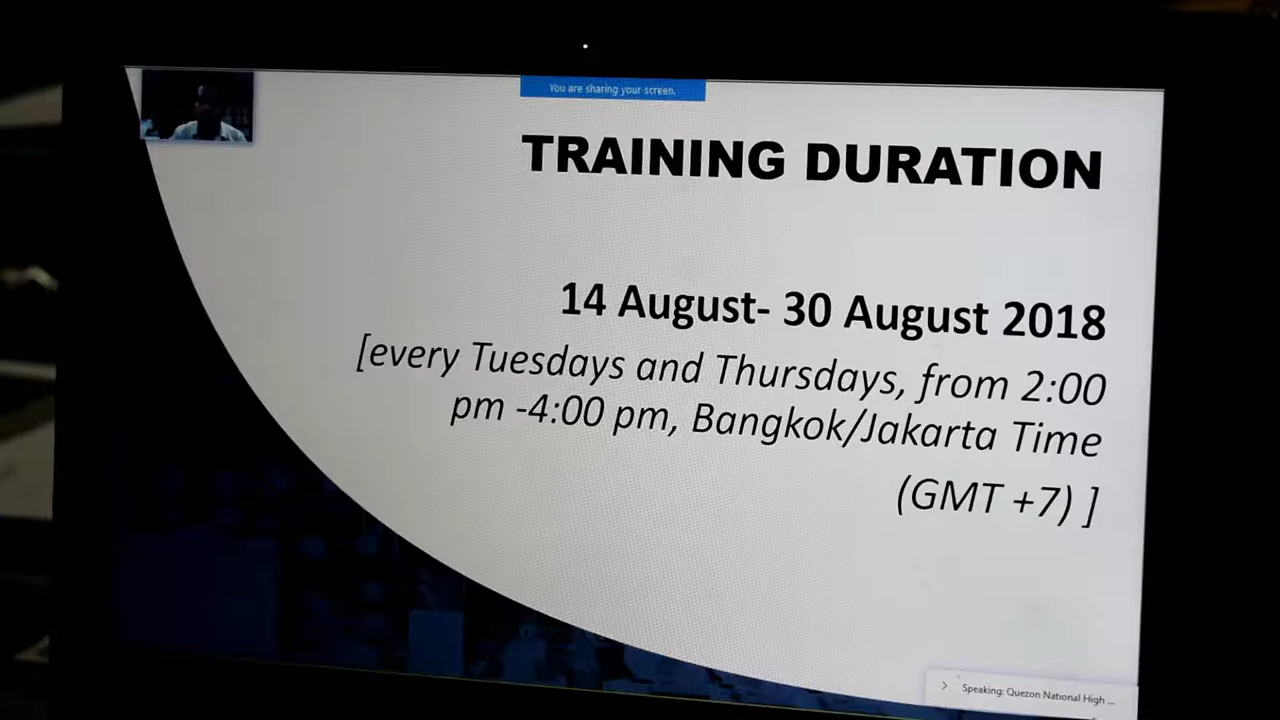 You are sharing your screen.
TRAINING DURATION
14 August- 30 August 2018
[every Tuesdays and Thursdays, from 2:00
pm -4:00 pm, Bangkok/Jakarta Time
(GMT +7) ]
> Speaking: Quezon National High ...